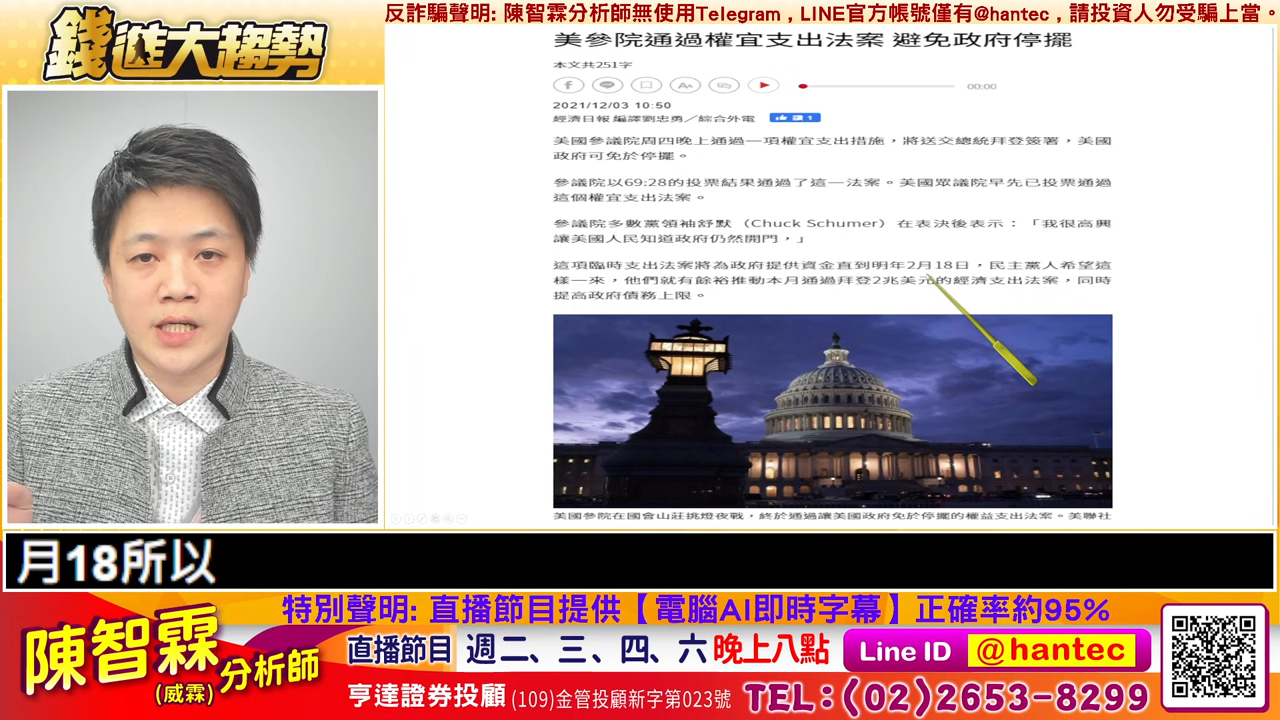 反詐騙聲明: 陳智霖分析師無使用Telegram , LINE官方帳號僅有@hantec , 請投資人勿受騙上當。
錢進大趨勢
美參院通過權宜支出法案 避免政府停擺
本文共251字
00:00
2021/12/03 10:50
經濟日報 編譯劉忠勇／綜合外電
讚 1
美國參議院周四晚上通過一項權宜支出措施，將送交總統拜登簽署，美國
政府可免於停擺。
參議院以69:28的投票結果通過了這一法案。美國眾議院早先已投票通過
這個權宜支出法案。
參議院多數黨領袖舒默（Chuck Schumer）在表決後表示：「我很高興
讓美國人民知道政府仍然開門，」
這項臨時支出法案將為政府提供資金直到明年2月18日，民主黨人希望這
樣一來，他們就有餘裕推動本月通過拜登2兆美元的經濟支出法案，同時
提高政府債務上限。
美國參院在國會山莊挑燈夜戰，終於通過讓美國政府免於停擺的權益支出法案。美聯社
月18所以
特別聲明: 直播節目提供【電腦AI即時字幕】正確率約95%
陳智霖
(威霖)
分析師
直播節目 週二、三、四、六晚上八點
Line ID @hantec
亨達證券投顧 (109)金管投顧新字第023號 TEL:(02)2653-8299